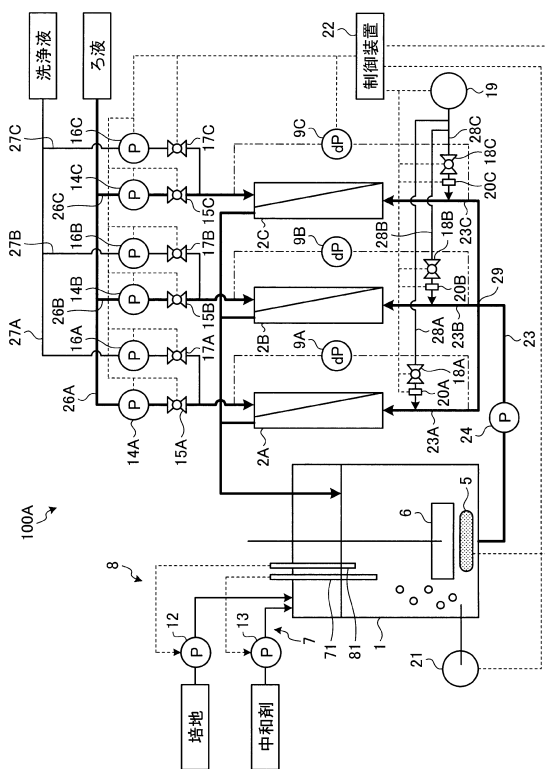 100A
洗浄液
ろ液
27A
27B
27C
26A
26B
26C
16A
16B
16C
14A
14B
14C
P
P
P
P
P
P
17A
17B
17C
15A
15B
15C
22
制御装置
9A
9B
9C
dP
dP
dP
2A
2B
2C
19
28A
28B
28C
18A
18B
18C
20A
20B
20C
23A
23B
23C
29
23
24
P
8
12
P
培地
13
P
中和剤
7
71
81
1
6
5
21